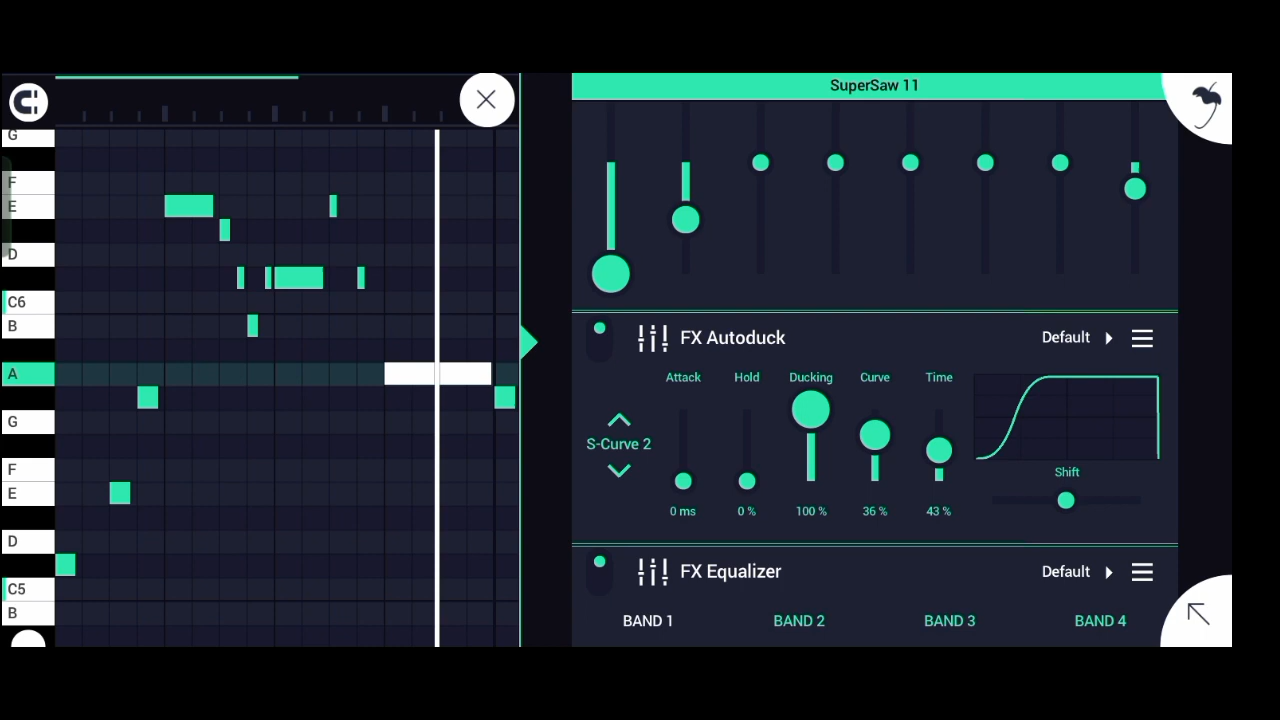 SuperSaw 11
G
F
E
D
C6
B
A
G
F
E
D
C5
B
FX Autoduck
Default
Attack Hold Ducking Curve Time
S-Curve 2
Shift
0 ms 0 % 100 % 36 % 43 %
FX Equalizer
Default
BAND 1 BAND 2 BAND 3 BAND 4